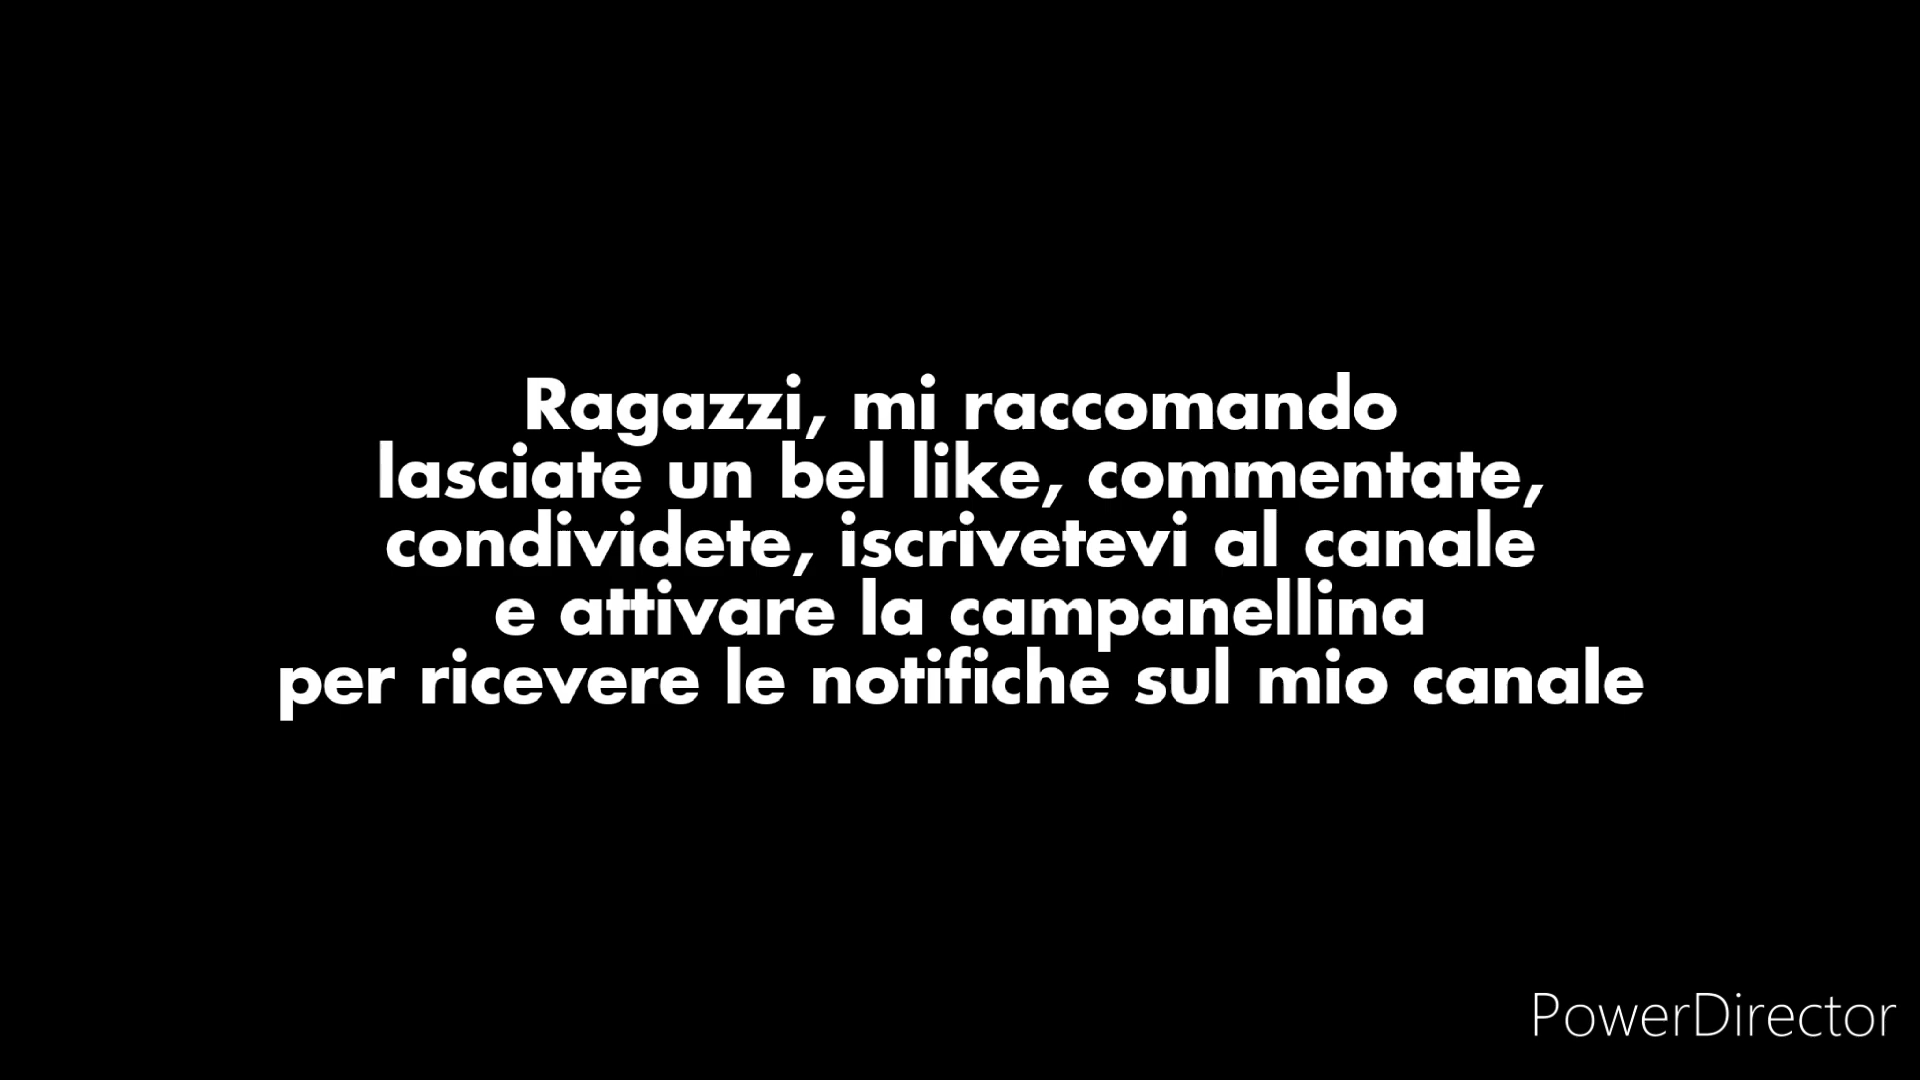 Ragazzi, mi raccomando
lasciate un bel like, commentate,
condividete, iscrivetevi al canale
e attivare la campanellina
per ricevere le notifiche sul mio canale
PowerDirector